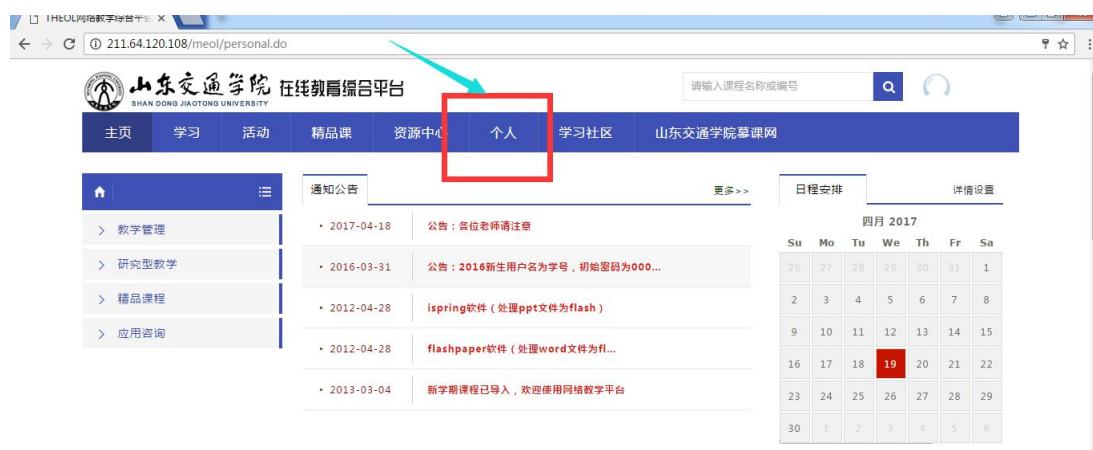 THEOL网络教学综合平台
211.64.120.108/meol/personal.do
山东交通学院 在线教育综合平台
SHAN DONG JIAOTONG UNIVERSITY
请输入课程名称或编号
主页 学习 活动 精品课 资源中心 个人 学习社区 山东交通学院慕课网
通知公告 更多>>
日程安排 详情设置
教学管理
研究型教学
精品课程
应用咨询
• 2017-04-18 公告：各位老师请注意
• 2016-03-31 公告：2016新生用户名为学号，初始密码为000...
• 2012-04-28 ispring软件（处理ppt文件为flash）
• 2012-04-28 flashpaper软件（处理word文件为fl...
• 2013-03-04 新学期课程已导入，欢迎使用网络教学平台
四月 2017
Su Mo Tu We Th Fr Sa
26 27 28 29 30 31 1
2 3 4 5 6 7 8
9 10 11 12 13 14 15
16 17 18 19 20 21 22
23 24 25 26 27 28 29
30 1 2 3 4 5 6